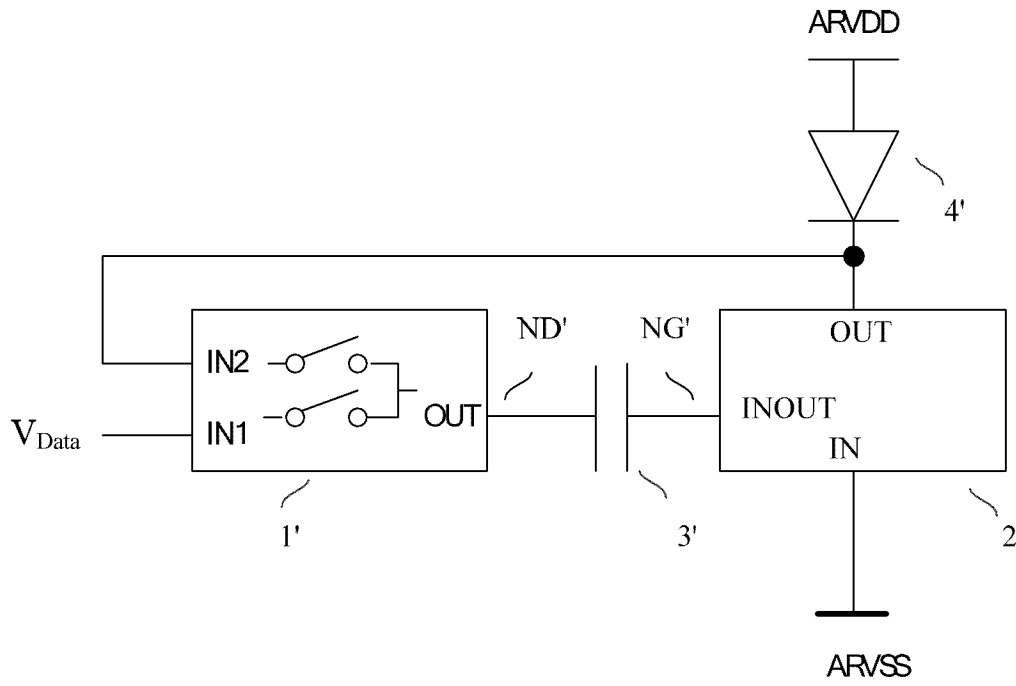 ARVDD
4'
ND'
NG'
OUT
IN2
IN1
OUT
INOUT
IN
VData
1'
3'
2
ARVSS